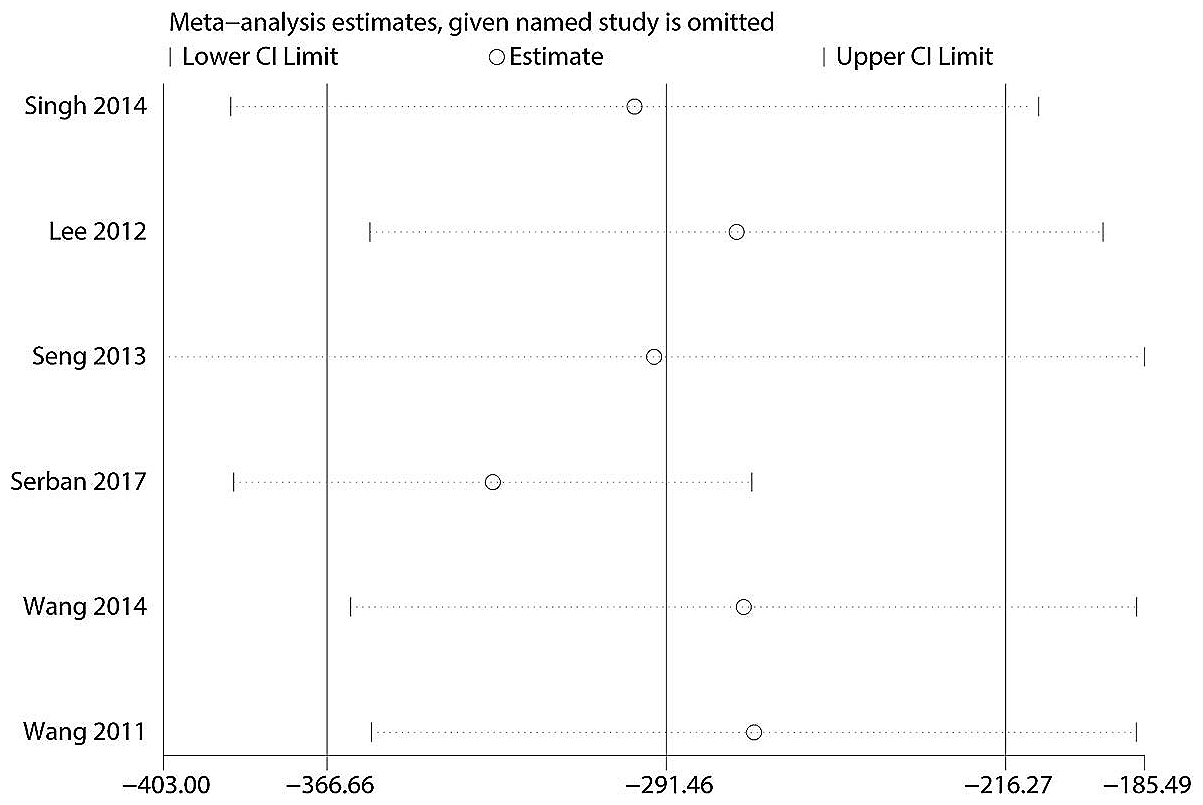 Meta−analysis estimates, given named study is omitted
| Lower CI Limit ○ Estimate | Upper CI Limit
Singh 2014
Lee 2012
Seng 2013
Serban 2017
Wang 2014
Wang 2011
−403.00 −366.66 −291.46 −216.27 −185.49